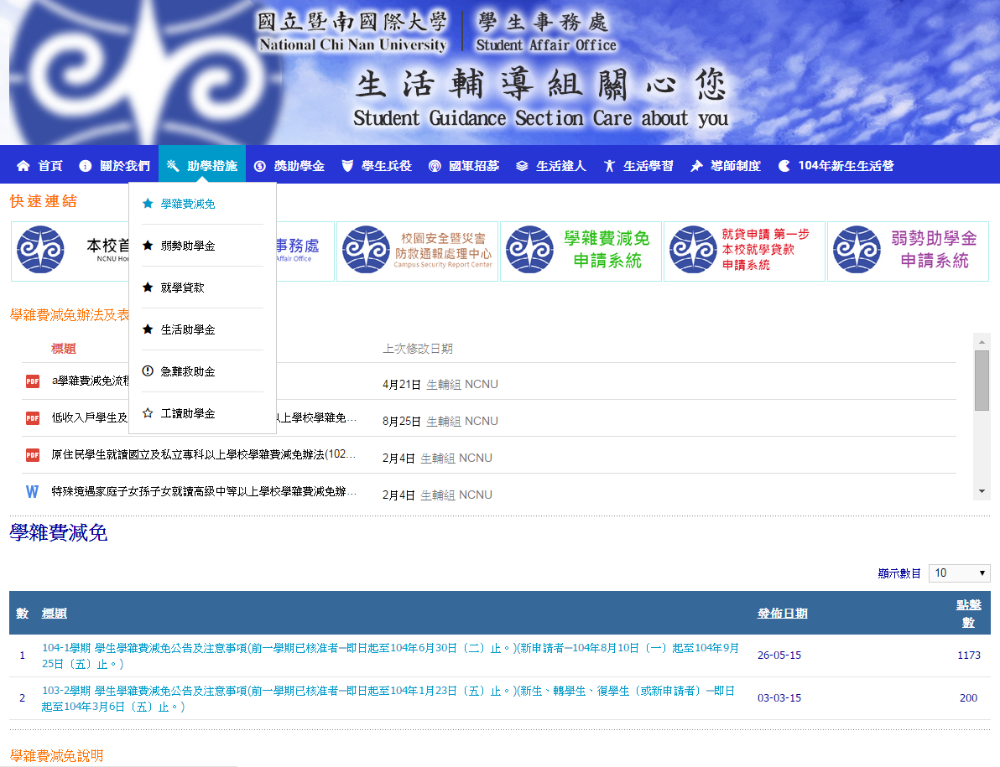 國立暨南國際大學 學生事務處
National Chi Nan University Student Affair Office
生活輔導組關心您
Student Guidance Section Care about you
首頁 關於我們 助學措施 獎助學金 學生兵役 國軍招募 生活達人 生活學習 導師制度 104年新生生活營
快速連結
學雜費減免
弱勢助學金
就學貸款
生活助學金
急難救助金
工讀助學金
本校首
NCNU Ho
事務處
ffair Office
校園安全暨災害
防救通報處理中心
Campus Security Report Center
學雜費減免
申請系統
就貸申請 第一步
本校就學貸款
申請系統
弱勢助學金
申請系統
學雜費減免辦法及表
標題 上次修改日期
PDF a學雜費減免流程 4月21日 生輔組 NCNU
PDF 低收入戶學生及 以上學校學雜費免... 8月25日 生輔組 NCNU
PDF 原住民學生就讀國立及私立專科以上學校學雜費減免辦法(102... 2月4日 生輔組 NCNU
W 特殊境遇家庭子女孫子女就讀高級中等以上學校學雜費減免辦... 2月4日 生輔組 NCNU
學雜費減免
顯示數目 10
數 標題 發佈日期 點擊
數
1 104-1學期 學生學雜費減免公告及注意事項(前一學期已核准者─即日起至104年6月30日〔二〕止。)(新申請者─104年8月10日〔一〕起至104年9月
25日〔五〕止。) 26-05-15 1173
2 103-2學期 學生學雜費減免公告及注意事項(前一學期已核准者─即日起至104年1月23日〔五〕止。)(新生、轉學生、復學生〔或新申請者〕─即日
起至104年3月6日〔五〕止。) 03-03-15 200
學雜費減免說明